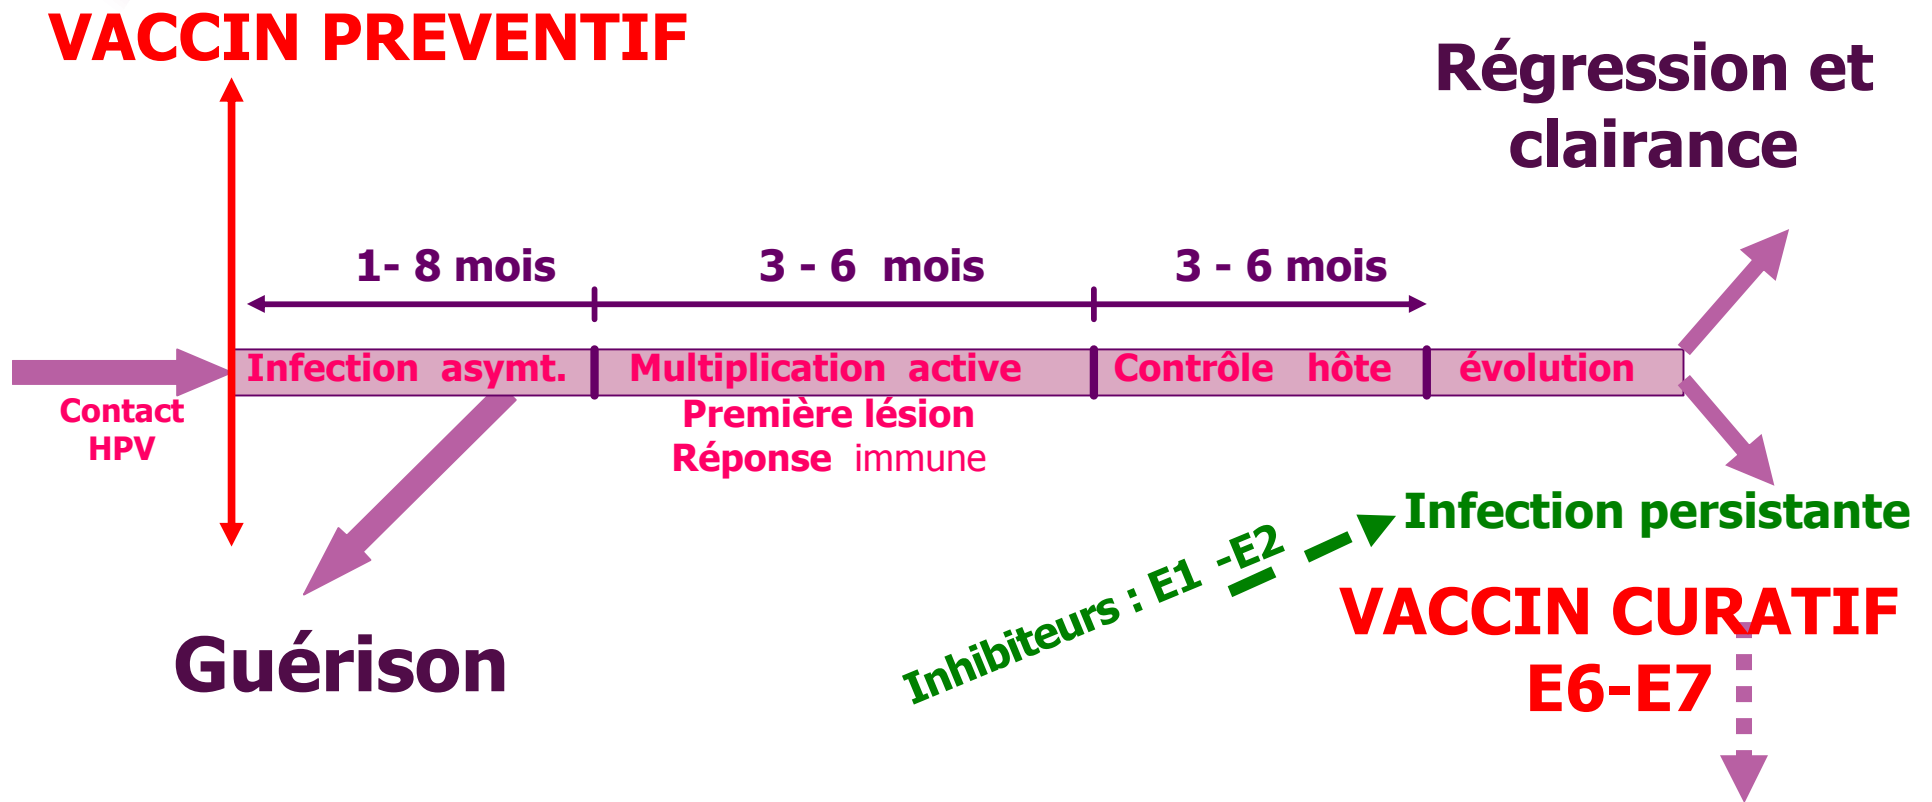 VACCIN PREVENTIF
Régression et
clairance
1- 8 mois
3 - 6 mois
3 - 6 mois
Infection asymt.
Multiplication active
Contrôle hôte
évolution
Contact
HPV
Première lésion
Réponse immune
Infection persistante
Inhibiteurs : E1 -E2
VACCIN CURATIF
E6-E7
Guérison